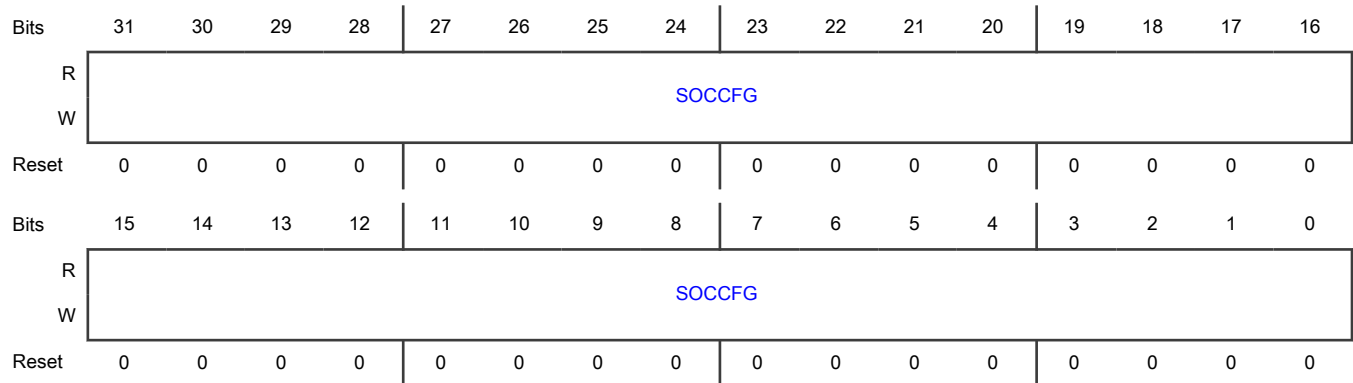 Bits 31 30 29 28 27 26 25 24 23 22 21 20 19 18 17 16
R
SOCCFG
W
Reset 0 0 0 0 0 0 0 0 0 0 0 0 0 0 0 0
Bits 15 14 13 12 11 10 9 8 7 6 5 4 3 2 1 0
R
SOCCFG
W
Reset 0 0 0 0 0 0 0 0 0 0 0 0 0 0 0 0